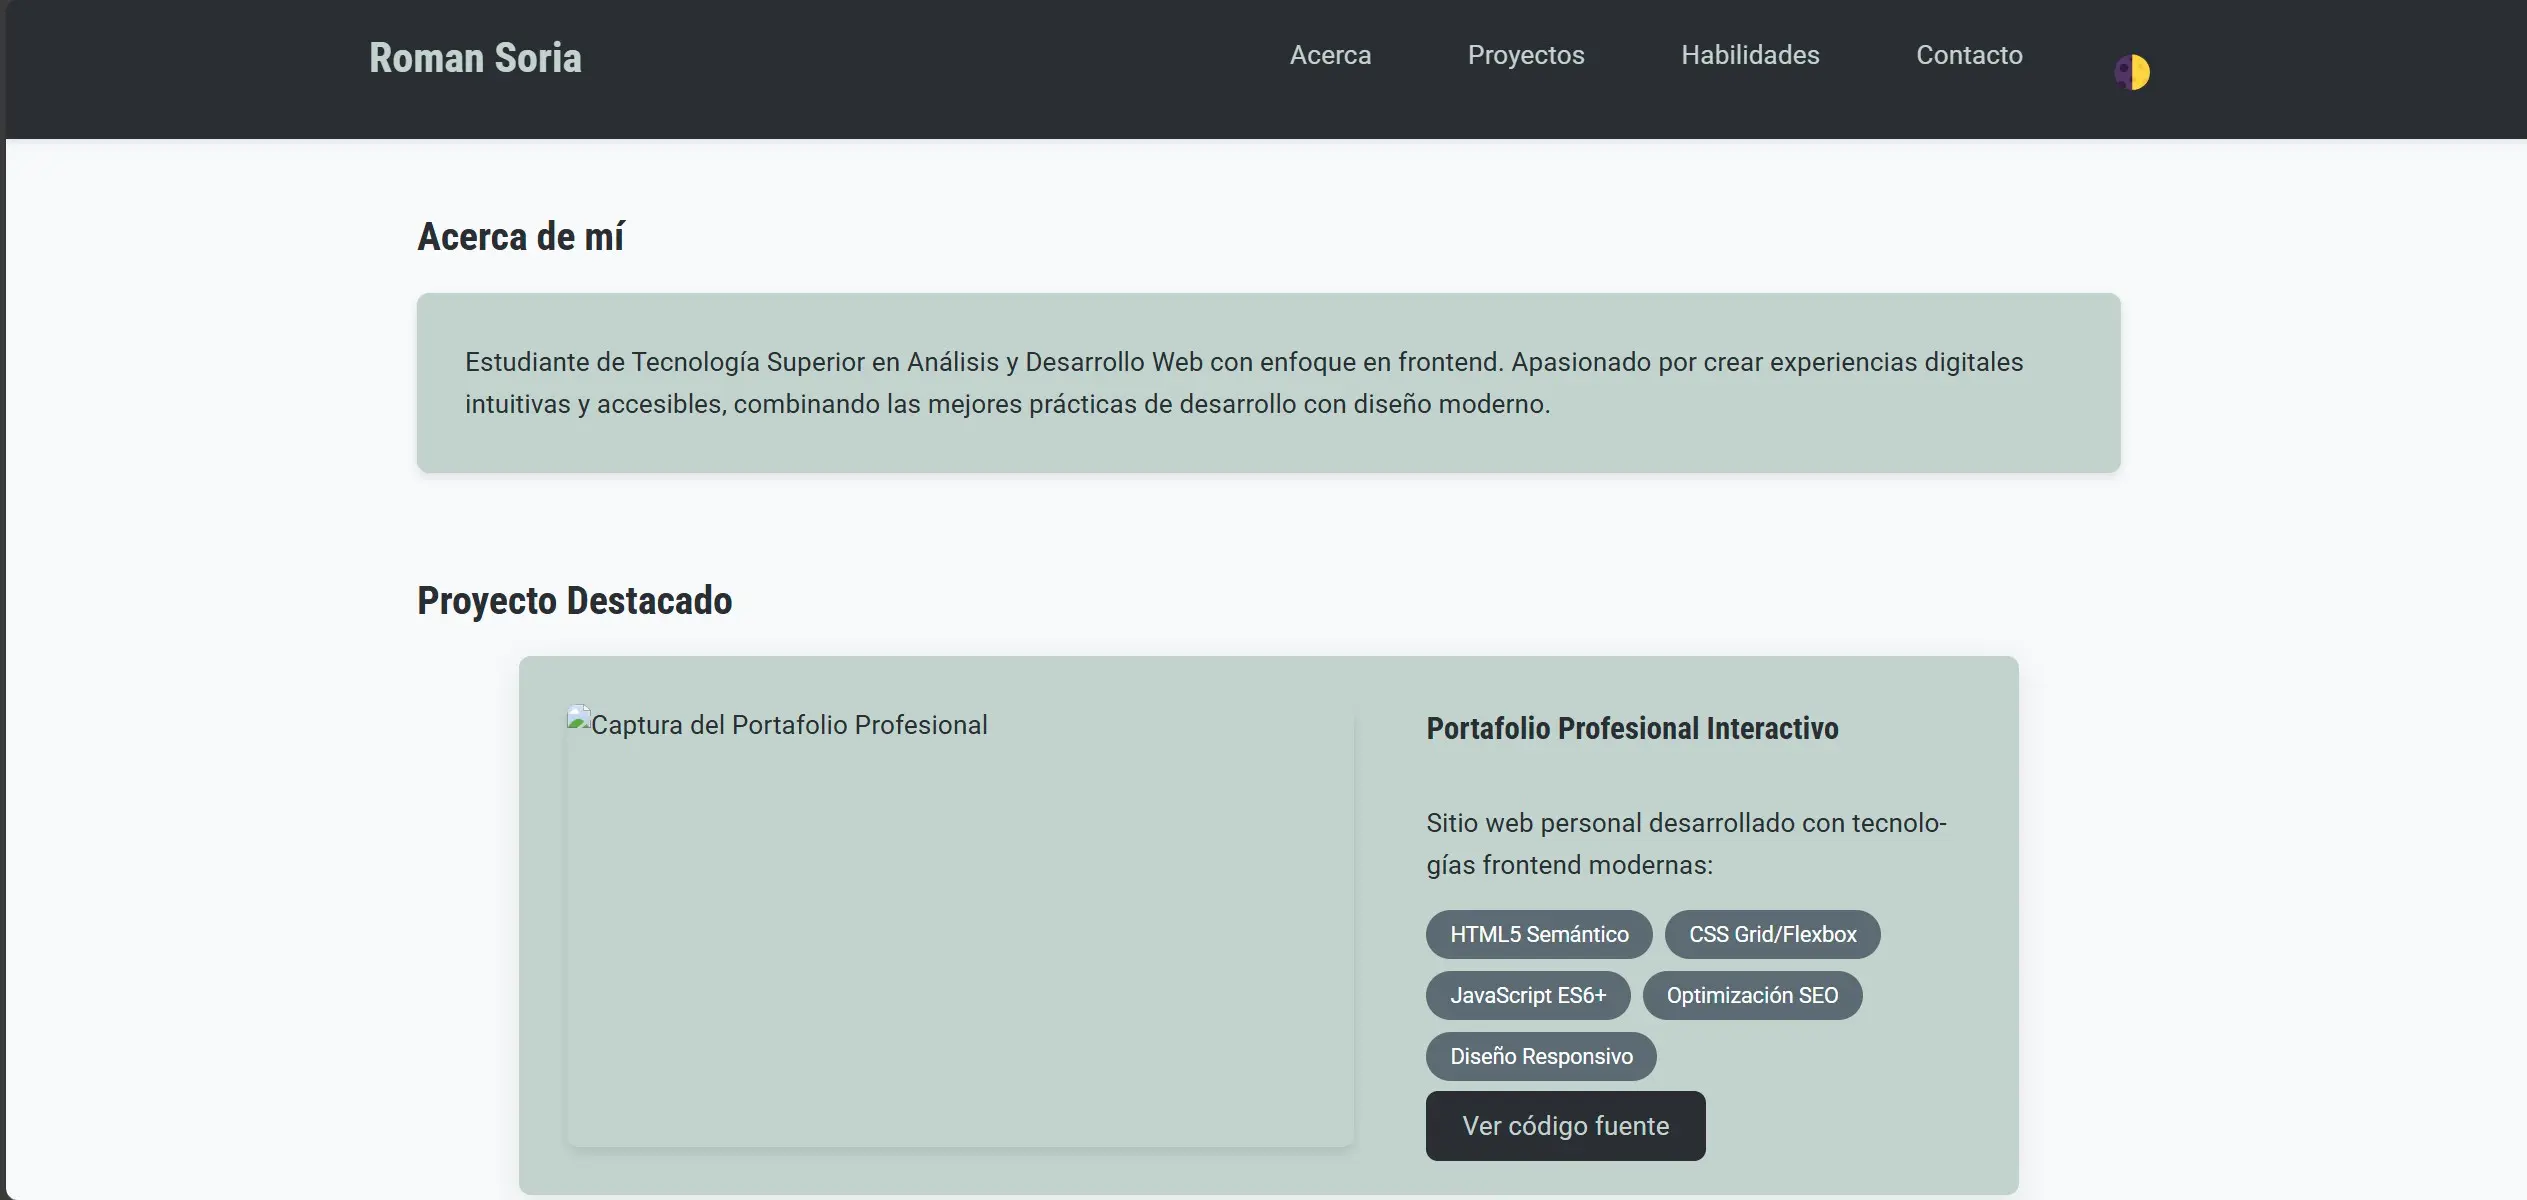 Roman Soria
Acerca
Proyectos
Habilidades
Contacto
Acerca de mí
Estudiante de Tecnología Superior en Análisis y Desarrollo Web con enfoque en frontend. Apasionado por crear experiencias digitales
intuitivas y accesibles, combinando las mejores prácticas de desarrollo con diseño moderno.
Proyecto Destacado
Captura del Portafolio Profesional
Portafolio Profesional Interactivo
Sitio web personal desarrollado con tecnolo-
gías frontend modernas:
HTML5 Semántico
CSS Grid/Flexbox
JavaScript ES6+
Optimización SEO
Diseño Responsivo
Ver código fuente